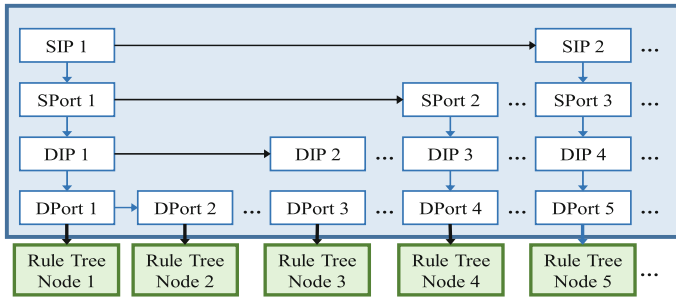 SIP 1 SIP 2 ...
SPort 1 SPort 2 ... SPort 3 ...
DIP 1 DIP 2 ... DIP 3 ... DIP 4 ...
DPort 1 DPort 2 ... DPort 3 ... DPort 4 ... DPort 5 ...
Rule Tree Rule Tree Rule Tree Rule Tree Rule Tree
Node 1 Node 2 Node 3 Node 4 Node 5 ...